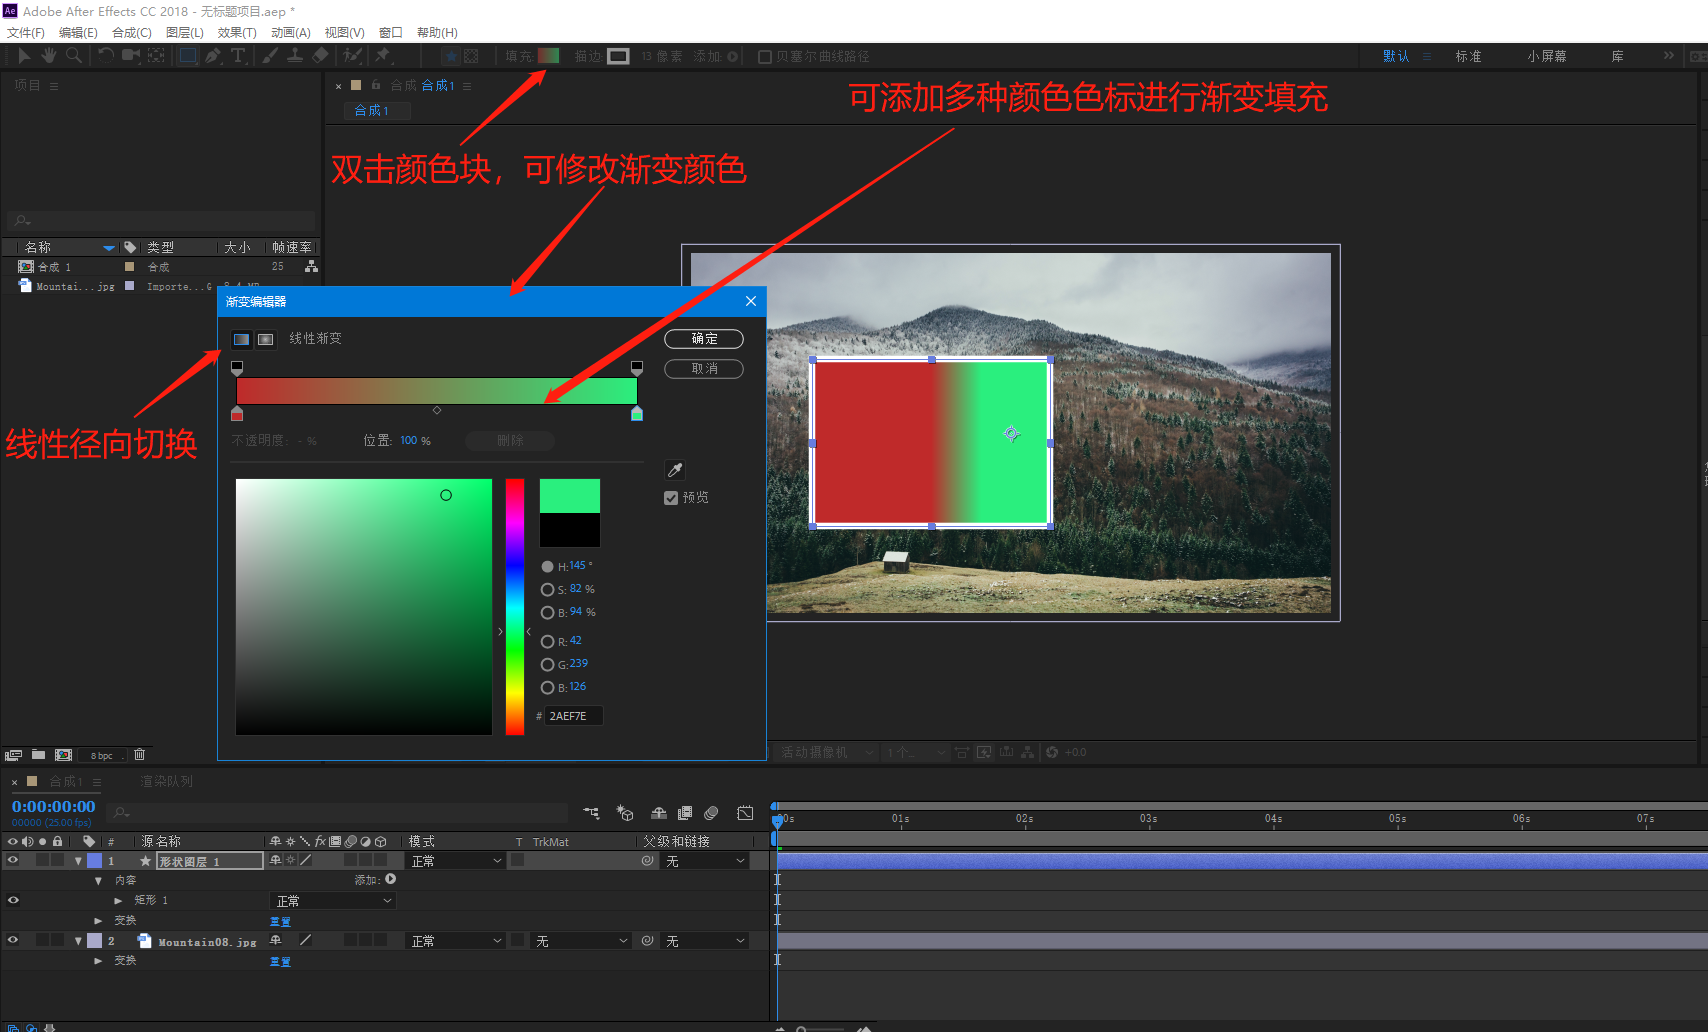 Adobe After Effects CC 2018 - 无标题项目.aep *
文件(F) 编辑(E) 合成(C) 图层(L) 效果(T) 动画(A) 视图(V) 窗口 帮助(H)
填充: 描边: 13 像素 添加: 贝塞尔曲线路径 默认 标准 小屏幕 库
项目
合成 合成1
合成1
可添加多种颜色色标进行渐变填充
双击颜色块，可修改渐变颜色
名称 类型 大小 帧速率
合成 1 合成 25
Mountai...jpg Importe...G
渐变编辑器
线性渐变
确定
取消
线性径向切换
不透明度: - %
位置: 100 %
删除
预览
H: 145 °
S: 82 %
B: 94 %
R: 42
G: 239
B: 126
# 2AEF7E
8 bpc
活动摄像机 1 个... +0.0
合成1 渲染队列
0:00:00:00
00000 (25.00 fps)
00s 01s 02s 03s 04s 05s 06s 07s
# 源名称 fx 模式 T TrkMat 父级和链接
1 形状图层 1 正常 无
内容 添加:
矩形 1 正常
变换 重置
2 Mountain08.jpg 正常 无 无
变换 重置